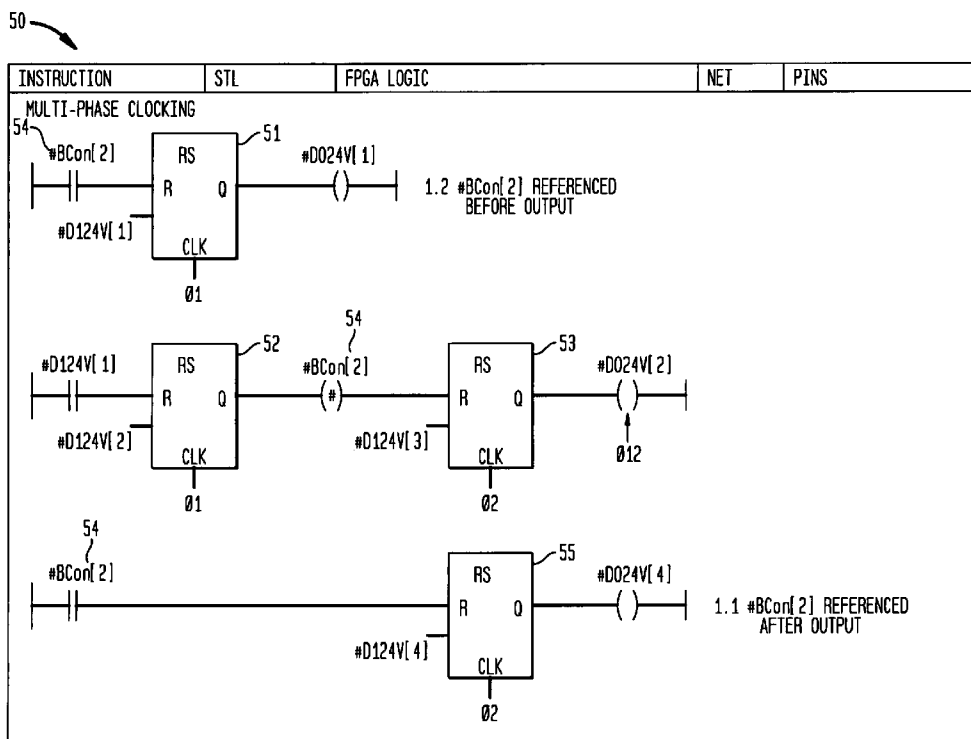 50
INSTRUCTION STL FPGA LOGIC NET PINS
MULTI-PHASE CLOCKING
54 51
#BCon[2] RS #DO24V[1]
R Q 1.2 #BCon[2] REFERENCED
BEFORE OUTPUT
#D124V[1]
CLK
Ø1
54
#D124V[1] 52 #BCon[2] 53 #DO24V[2]
RS RS
R Q (#) R Q
#D124V[2] #D124V[3]
CLK CLK Ø12
Ø1 Ø2
54
#BCon[2] 55 #DO24V[4]
RS
R Q 1.1 #BCon[2] REFERENCED
AFTER OUTPUT
#D124V[4]
CLK
Ø2